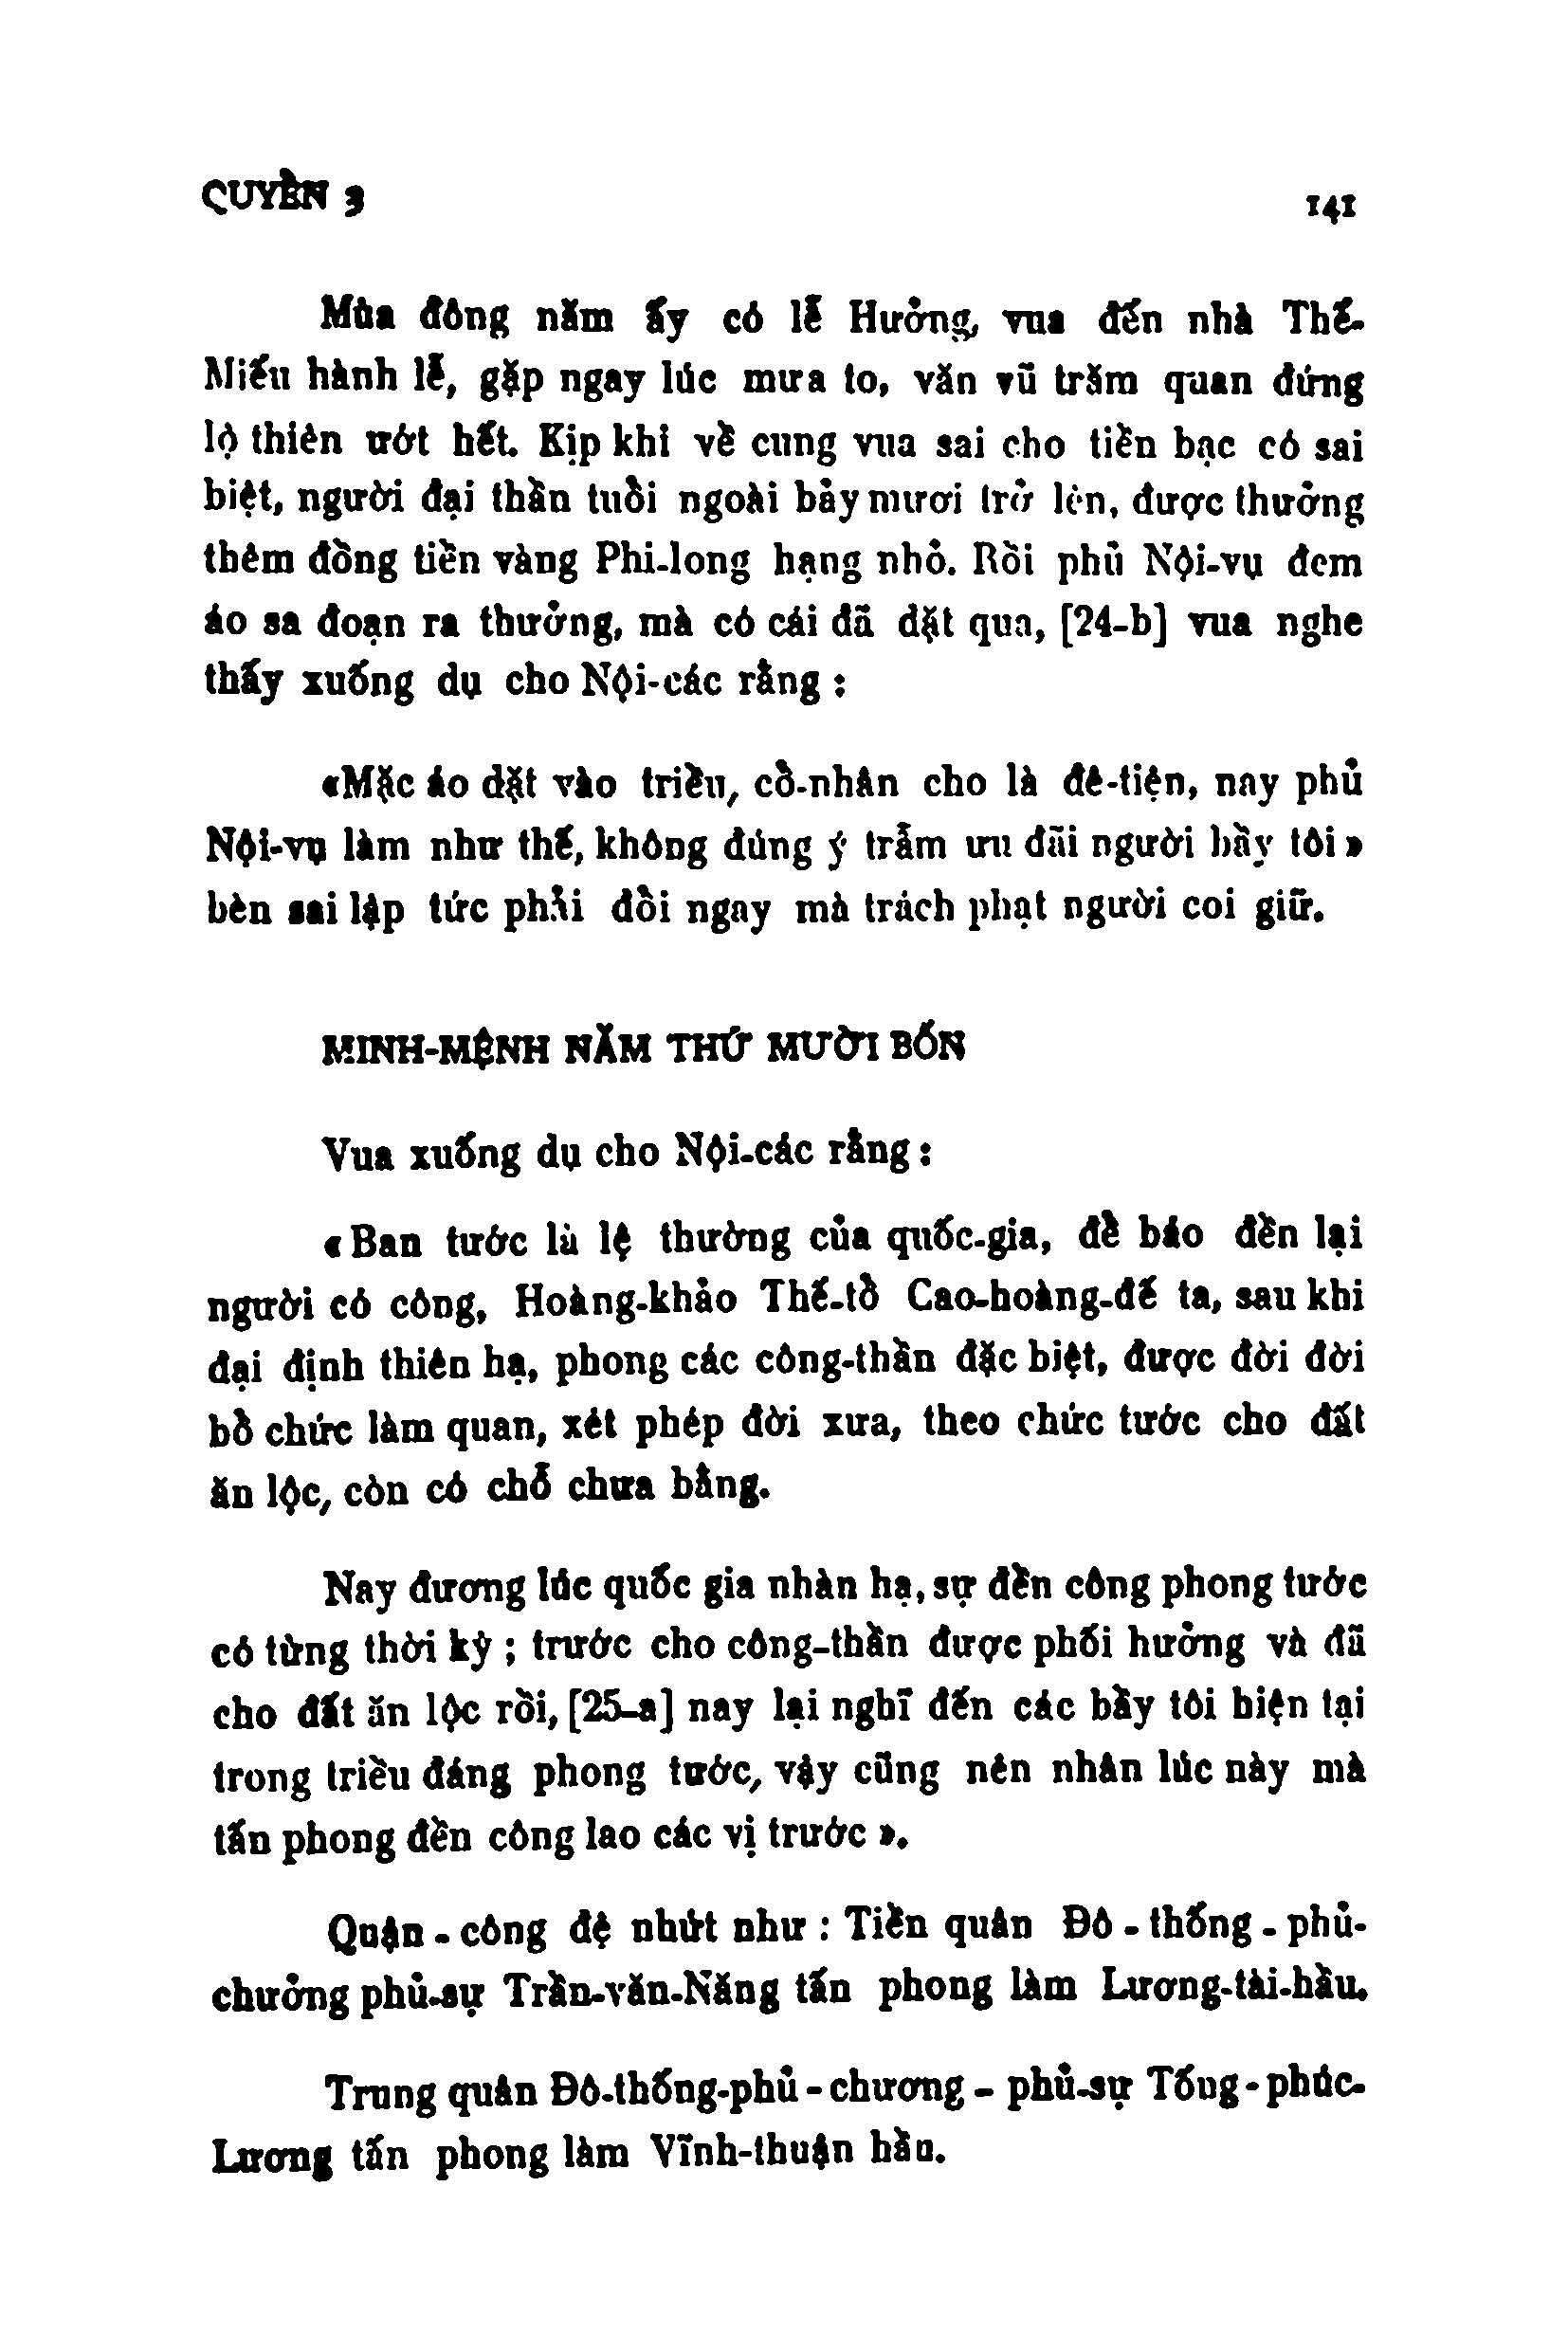 QUYỂN 3
141
Mùa đông năm ấy có lễ Hưởng, vua đến nhà Thế-
Miếu hành lễ, gặp ngay lúc mưa to, văn vũ trăm quan đứng
lộ thiên ướt hết. Kịp khi về cung vua sai cho tiền bạc có sai
biệt, người đại thần tuổi ngoài bảy mươi trở lên, được thưởng
thêm đồng tiền vàng Phi-long hạng nhỏ. Rồi phủ Nội-vụ đem
áo sa đoạn ra thưởng, mà có cái đã dặt qua, [24-b] vua nghe
thấy xuống dụ cho Nội-các rằng :
«Mặc áo dặt vào triều, cổ-nhân cho là đê-tiện, nay phủ
Nội-vụ làm như thế, không đúng ý trẫm ưu đãi người bầy tôi»
bèn sai lập tức phải đổi ngay mà trách phạt người coi giữ.
MINH-MỆNH NĂM THỨ MƯỜI BỐN
Vua xuống dụ cho Nội-các rằng :
«Ban tước là lệ thường của quốc-gia, để báo đền lại
người có công, Hoàng-khảo Thế-tổ Cao-hoàng-đế ta, sau khi
đại định thiên hạ, phong các công-thần đặc biệt, được đời đời
bổ chức làm quan, xét phép đời xưa, theo chức tước cho đất
ăn lộc, còn có chỗ chưa bằng.
Nay đương lúc quốc gia nhàn hạ, sự đền công phong tước
có từng thời kỳ ; trước cho công-thần được phối hưởng và đã
cho đất ăn lộc rồi, [25-a] nay lại nghĩ đến các bầy tôi hiện tại
trong triều đáng phong tước, vậy cũng nên nhân lúc này mà
tấn phong đền công lao các vị trước ».
Quận - công đệ nhứt như : Tiền quân Đô - thống - phủ-
chưởng phủ-sự Trần-văn-Năng tấn phong làm Lương-tài-hầu.
Trung quân Đô-thống-phủ - chương - phủ-sự Tống - phúc-
Lương tấn phong làm Vĩnh-thuận hầu.